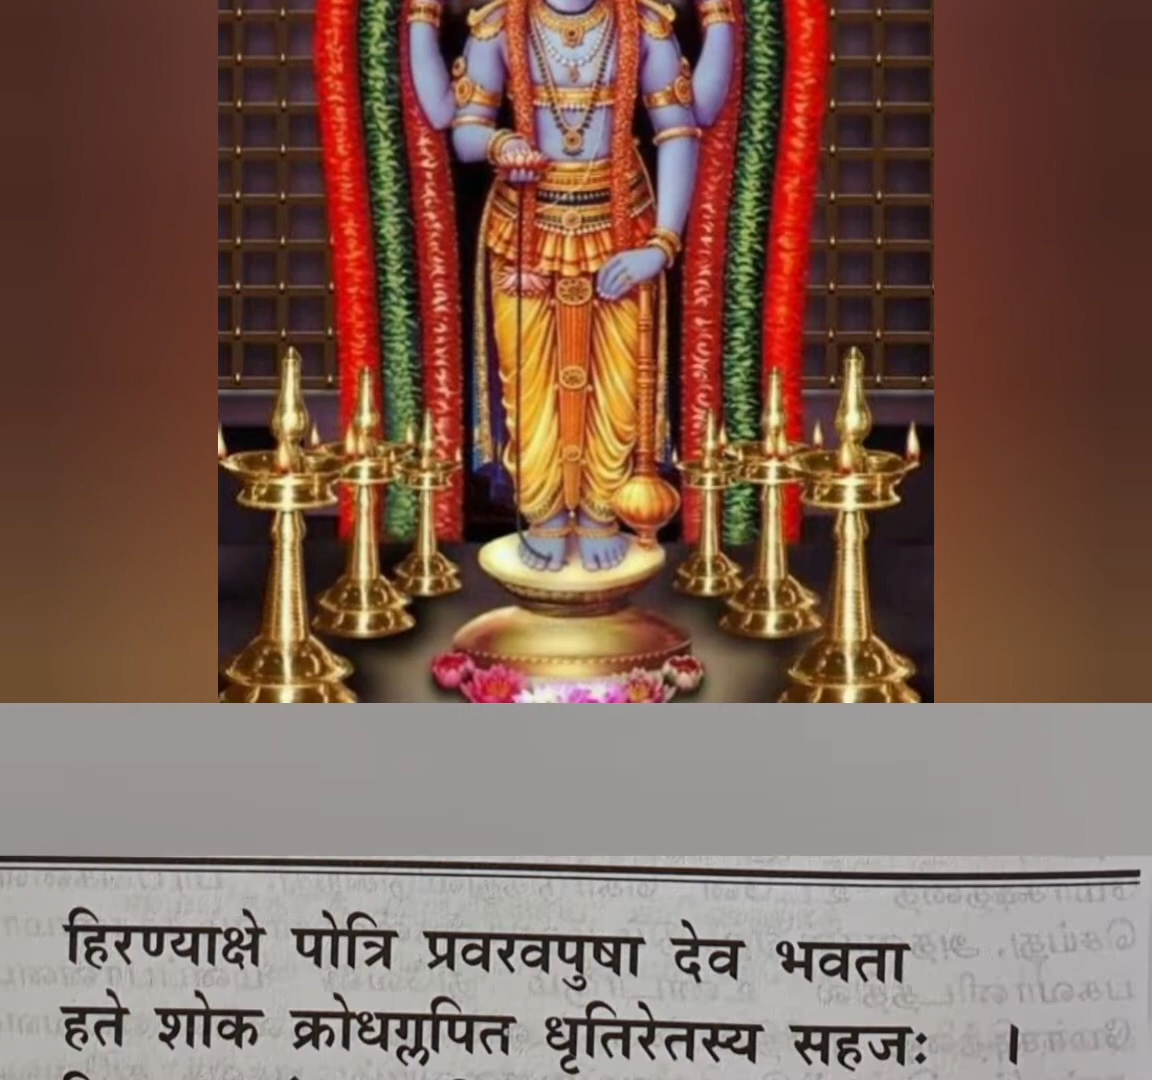 हिरण्याक्षे पोत्रि प्रवरवपुषा देव भवता
हते शोक क्रोधग्लपित धृतिरेतस्य सहजः ।